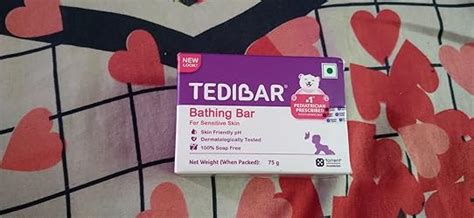 NEW
LOOK!
TEDIBAR®
Bathing Bar
For Sensitive Skin
Skin Friendly pH
Dermatologically Tested
100% Soap Free
Net Weight (When Packed): 75 g
#1
PEDIATRICIAN
PRESCRIBED
torrent